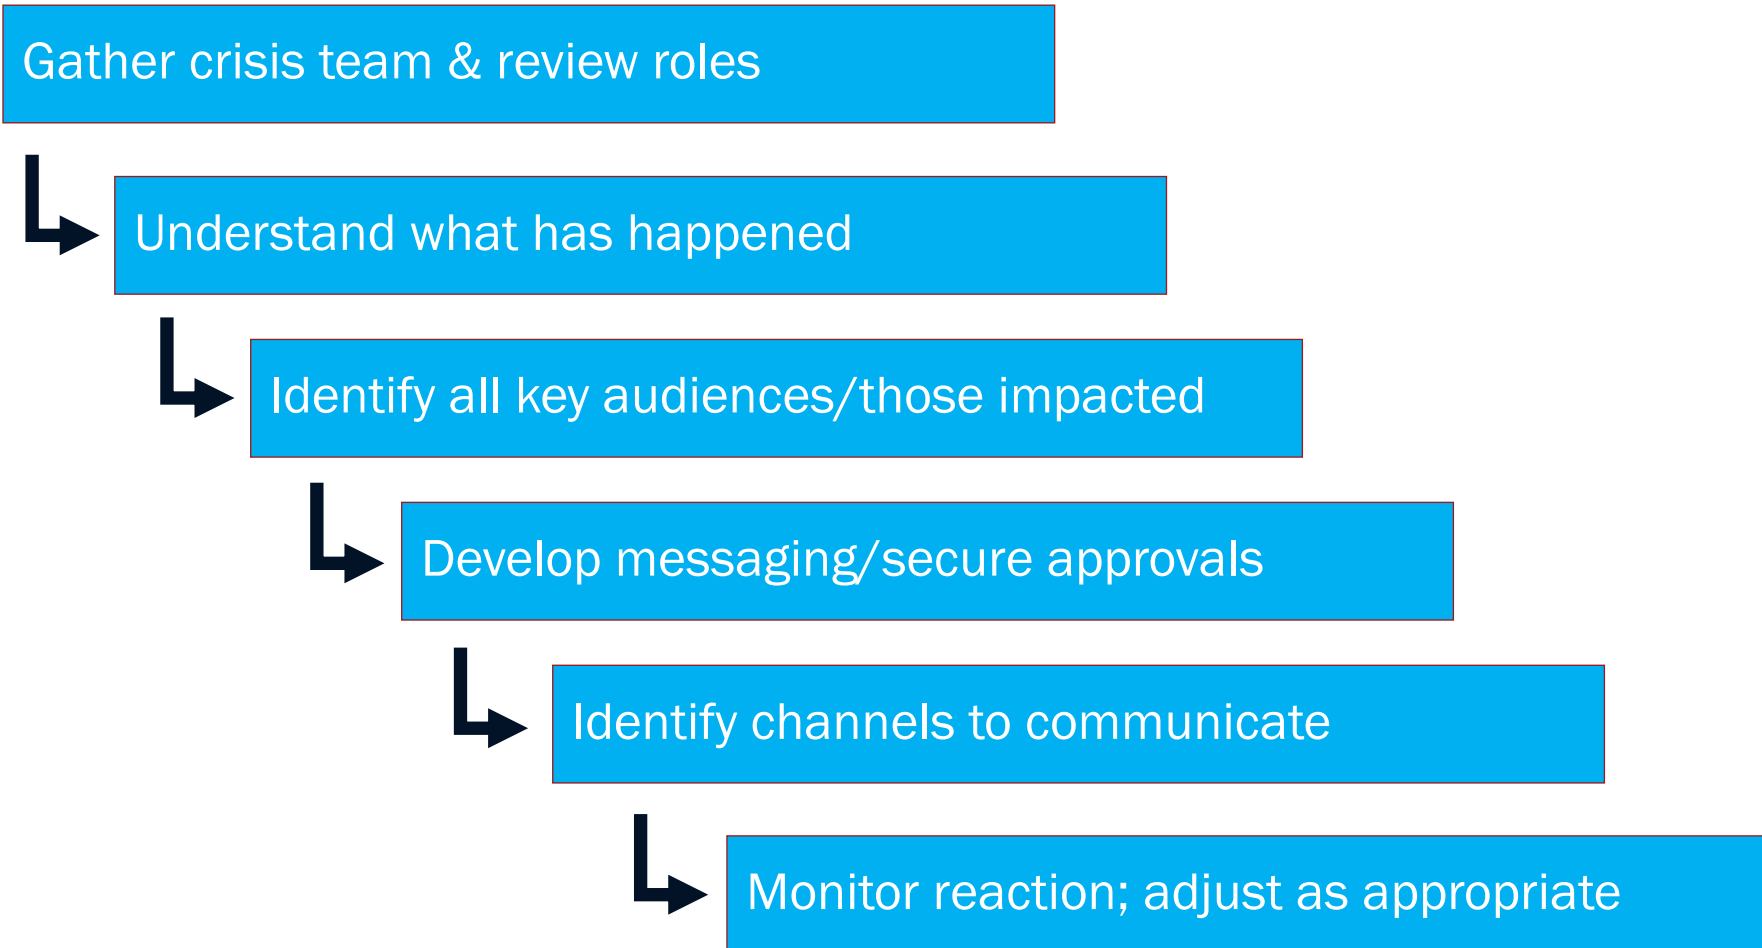 Gather crisis team & review roles
Understand what has happened
Identify all key audiences/those impacted
Develop messaging/secure approvals
Identify channels to communicate
Monitor reaction; adjust as appropriate